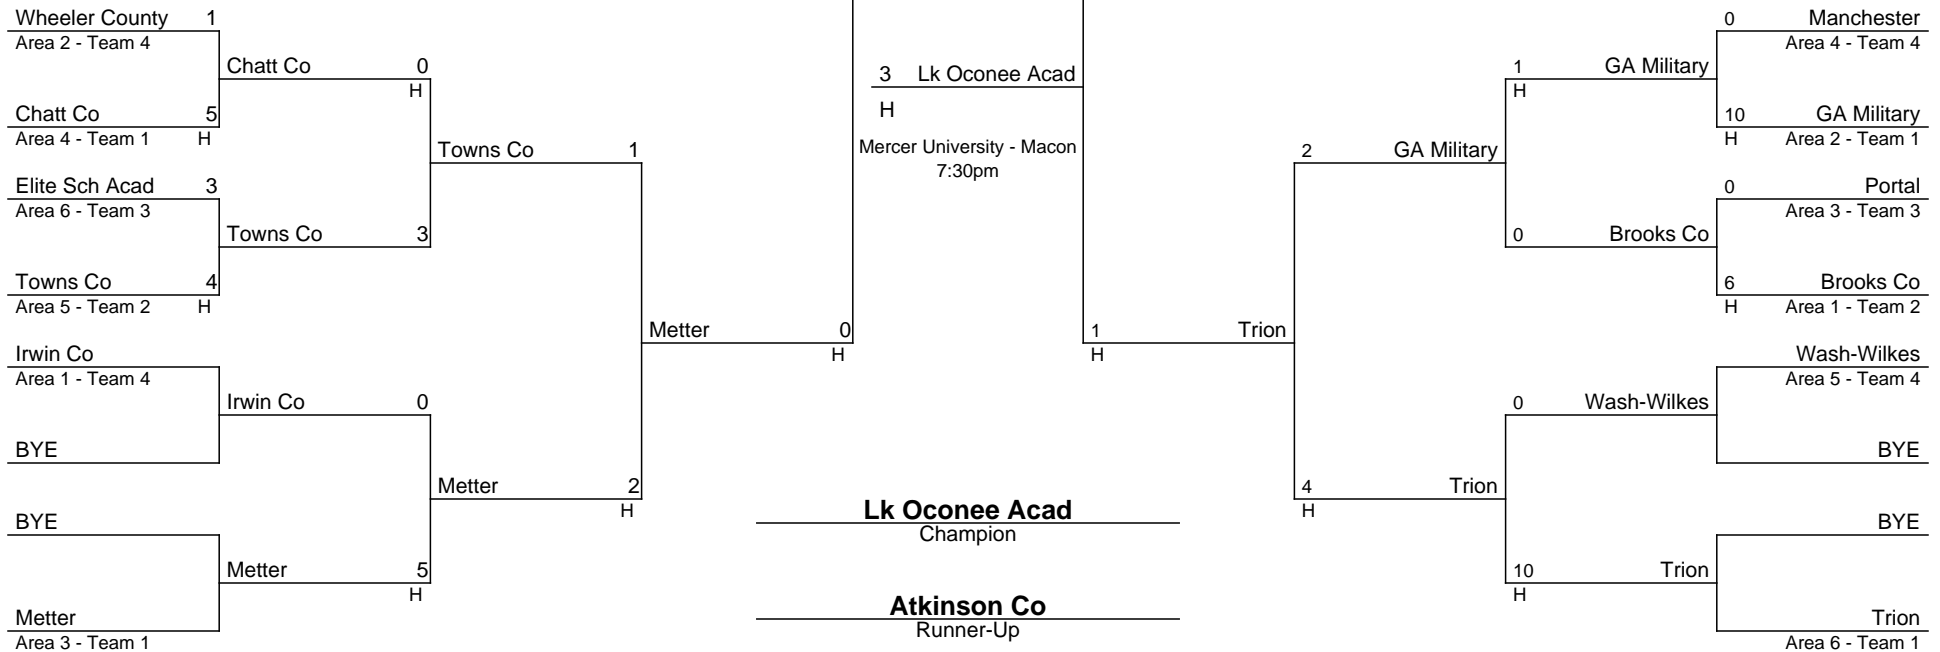 Wheeler County 1
Area 2 - Team 4
Chatt Co 0
H
Chatt Co 5
Area 4 - Team 1 H
Towns Co 1
Elite Sch Acad 3
Area 6 - Team 3
Towns Co 3
Towns Co 4
Area 5 - Team 2 H
Metter 0
H
Irwin Co
Area 1 - Team 4
Irwin Co 0
BYE
Metter 2
H
BYE
Metter 5
H
Metter
Area 3 - Team 1
3 Lk Oconee Acad
H
Mercer University - Macon
7:30pm
Lk Oconee Acad
Champion
Atkinson Co
Runner-Up
0 Manchester
Area 4 - Team 4
1 GA Military
H
10 GA Military
H Area 2 - Team 1
2 GA Military
0 Portal
Area 3 - Team 3
0 Brooks Co
6 Brooks Co
H Area 1 - Team 2
1 Trion
H
Wash-Wilkes
Area 5 - Team 4
0 Wash-Wilkes
BYE
4 Trion
H
BYE
10 Trion
H
Trion
Area 6 - Team 1